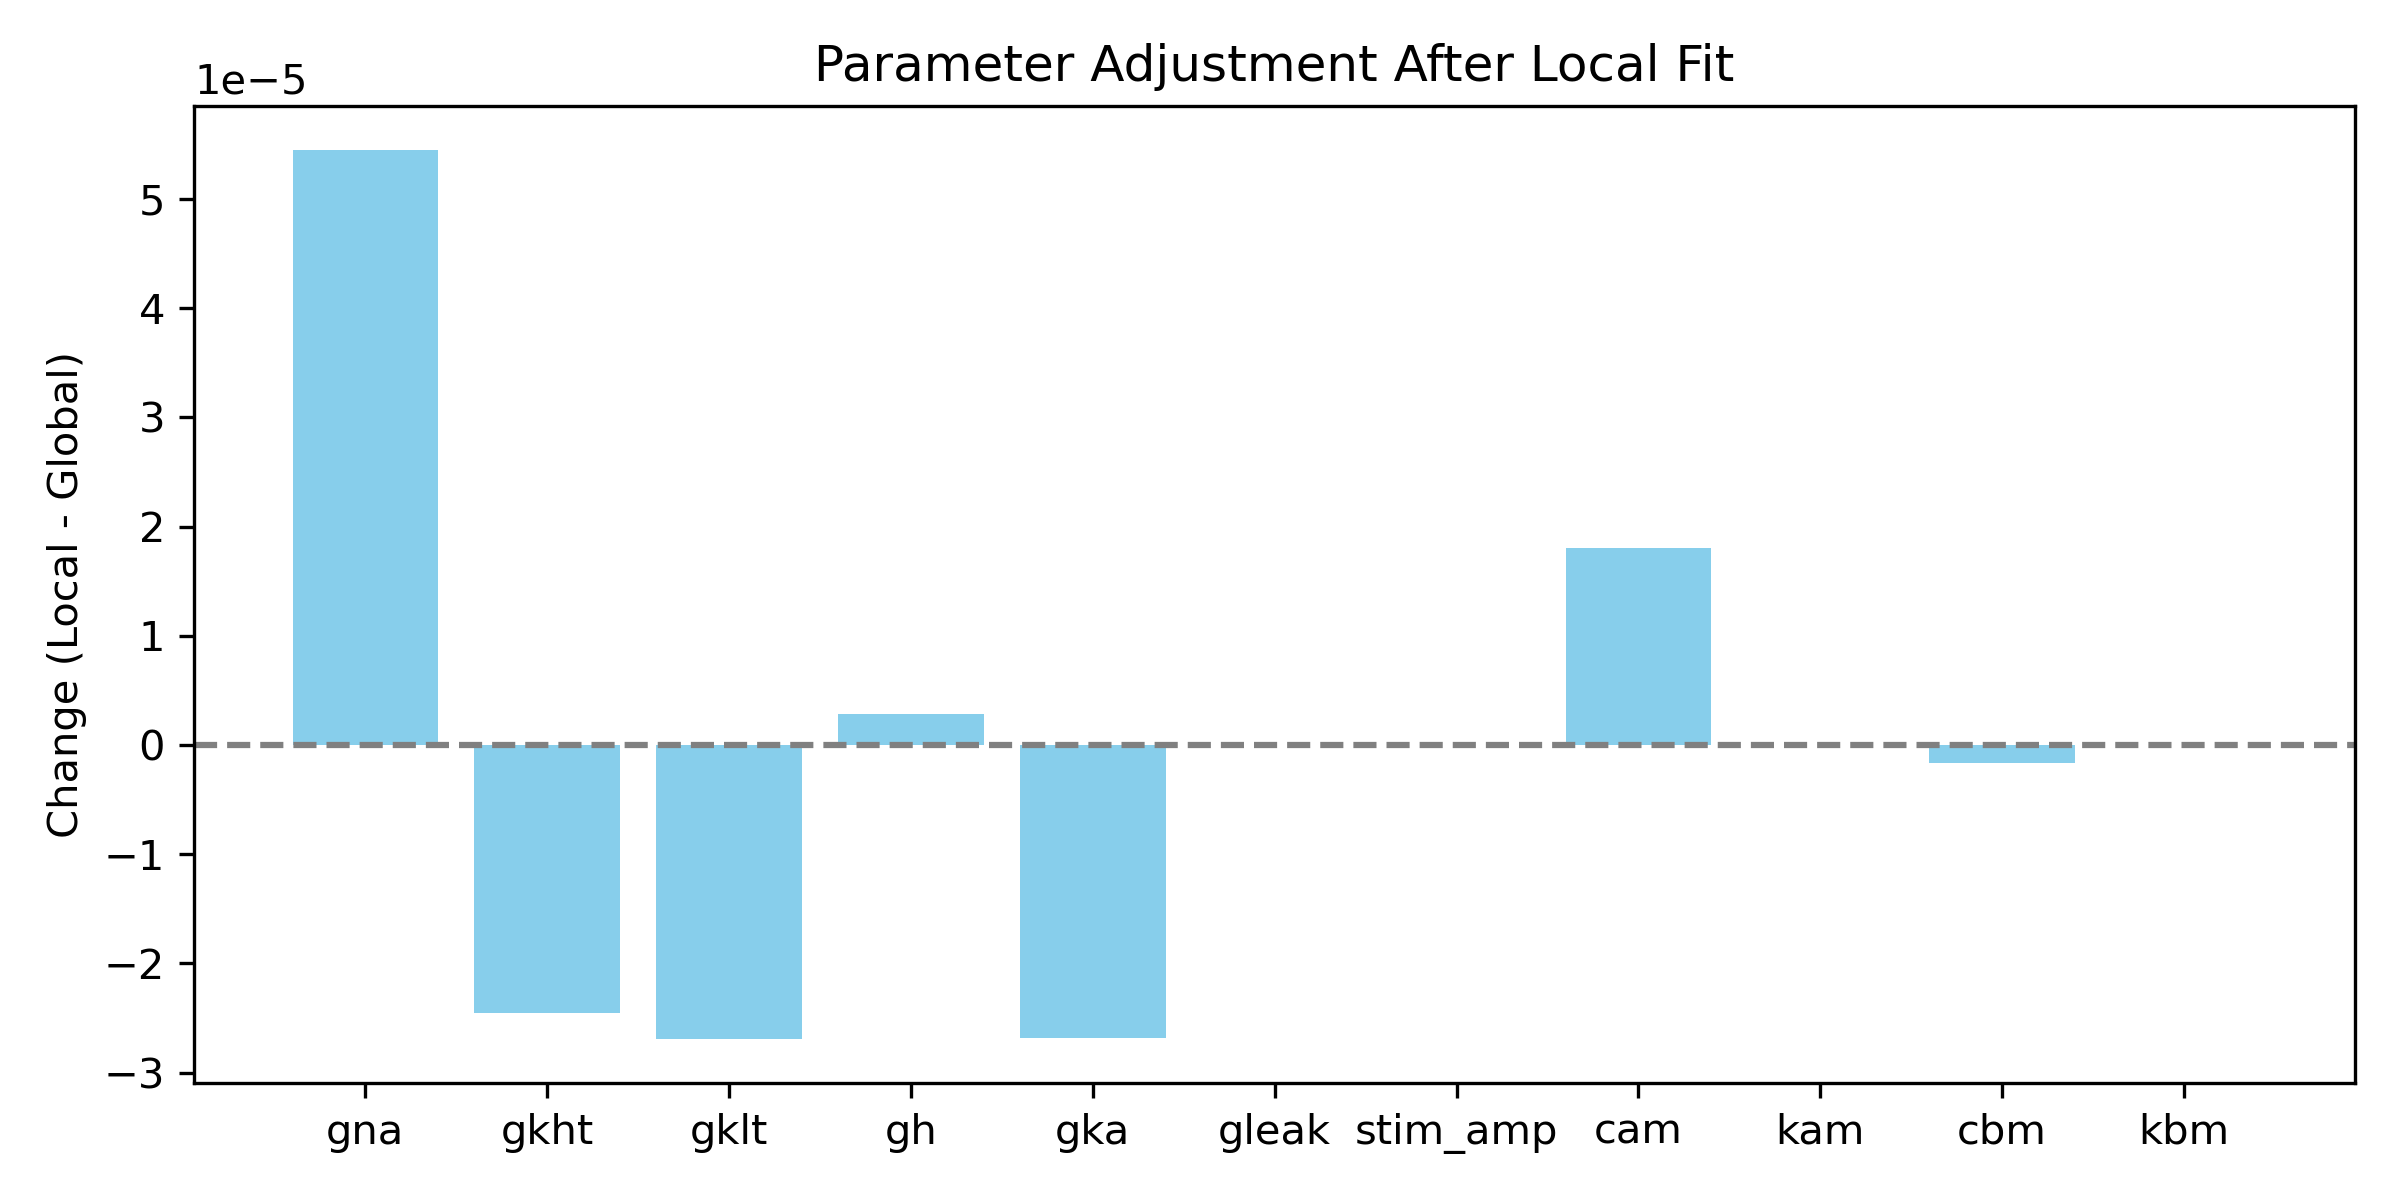 Parameter Adjustment After Local Fit
1e−5
Change (Local - Global)
5
4
3
2
1
0
−1
−2
−3
gna gkht gklt gh gka gleak stim_amp cam kam cbm kbm